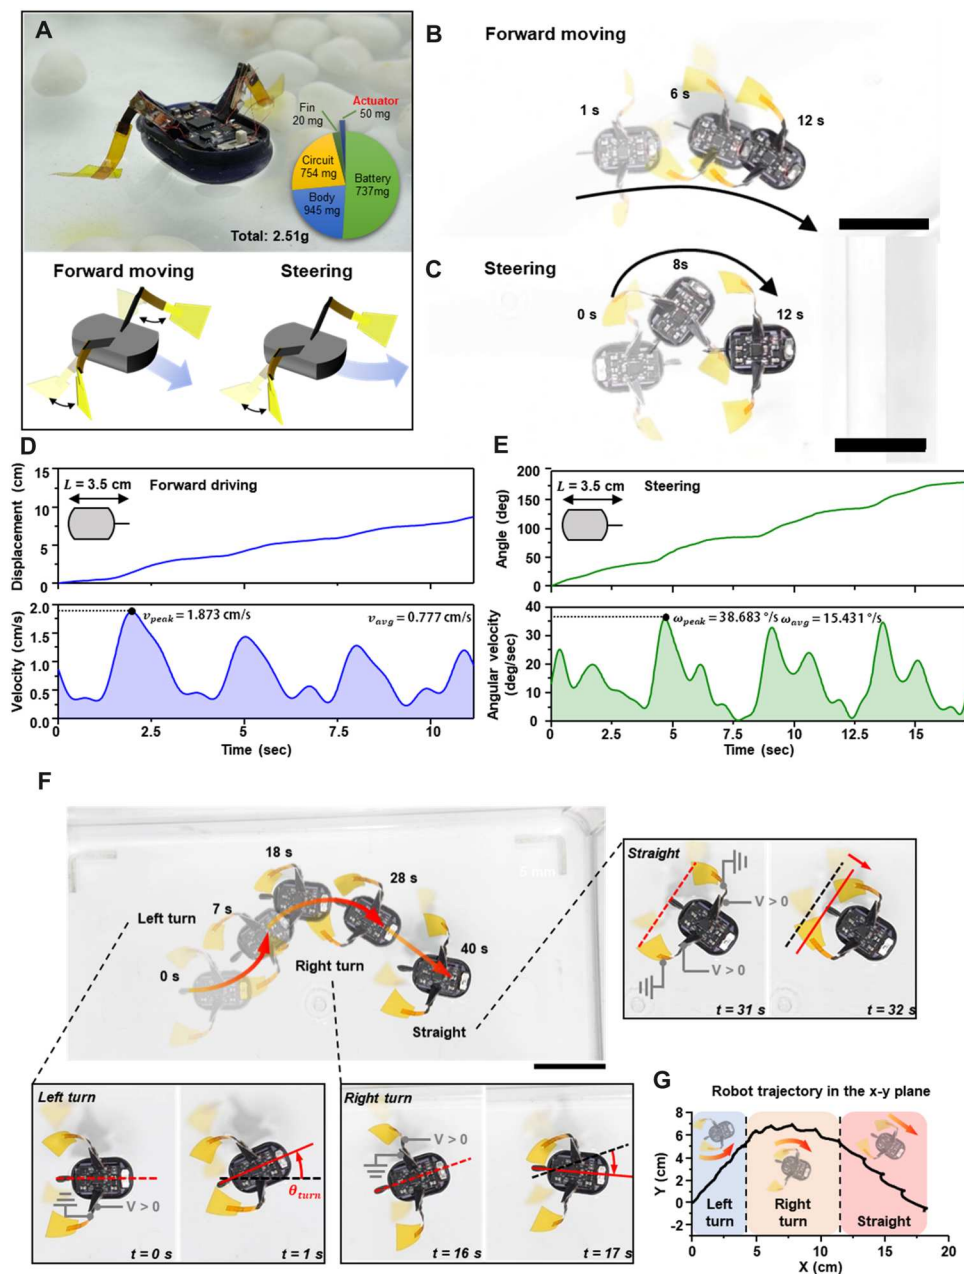 A
Fin
20 mg
Actuator
50 mg
Circuit
754 mg
Battery
737mg
Body
945 mg
Total: 2.51g
Forward moving
Steering
B
Forward moving
1 s
6 s
12 s
C
Steering
0 s
8s
12 s
D
Displacement (cm)
15
10
5
0
L = 3.5 cm
Forward driving
Velocity (cm/s)
2.0
1.5
1.0
0.5
0.0
v_peak = 1.873 cm/s
v_avg = 0.777 cm/s
0
2.5
5
7.5
10
Time (sec)
E
Angle (deg)
200
150
100
50
0
L = 3.5 cm
Steering
Angular velocity
(deg/sec)
40
30
20
10
0
ω_peak = 38.683 °/s ω_avg = 15.431 °/s
0
2.5
5
7.5
10
12.5
15
Time (sec)
F
5 mm
0 s
7 s
18 s
28 s
40 s
Left turn
Right turn
Straight
Straight
V > 0
V > 0
t = 31 s
t = 32 s
Left turn
V > 0
t = 0 s
θ_turn
t = 1 s
Right turn
V > 0
t = 16 s
t = 17 s
G
Robot trajectory in the x-y plane
Y (cm)
8
6
4
2
0
-2
Left
turn
Right
turn
Straight
0
5
10
15
20
X (cm)